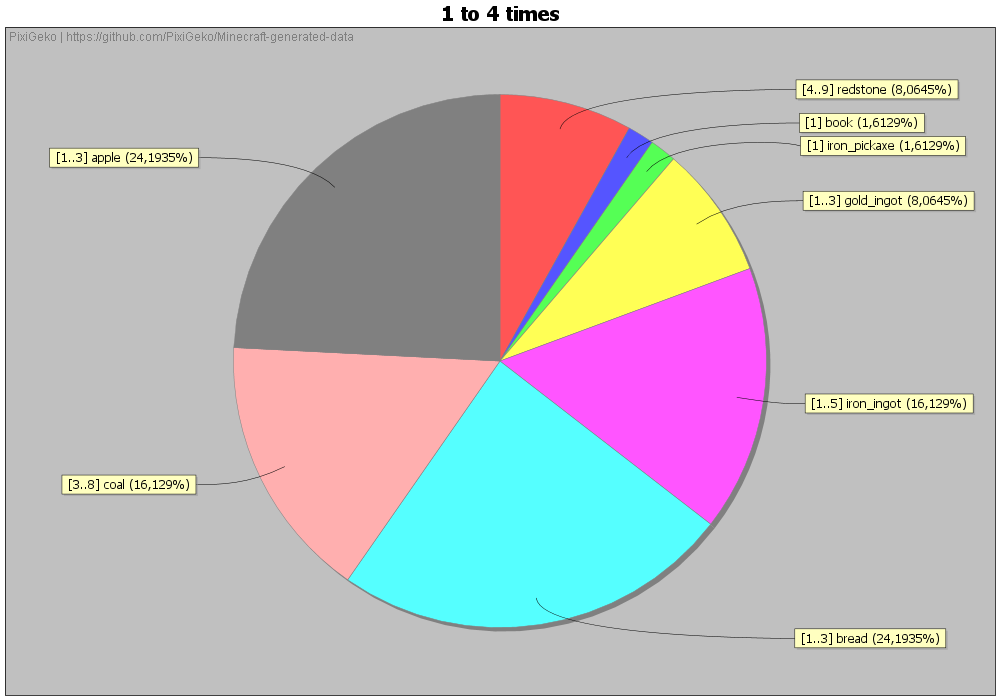 1 to 4 times
PixiGeko | https://github.com/PixiGeko/Minecraft-generated-data
[4..9] redstone (8,0645%)
[1] book (1,6129%)
[1] iron_pickaxe (1,6129%)
[1..3] apple (24,1935%)
[1..3] gold_ingot (8,0645%)
[1..5] iron_ingot (16,129%)
[3..8] coal (16,129%)
[1..3] bread (24,1935%)